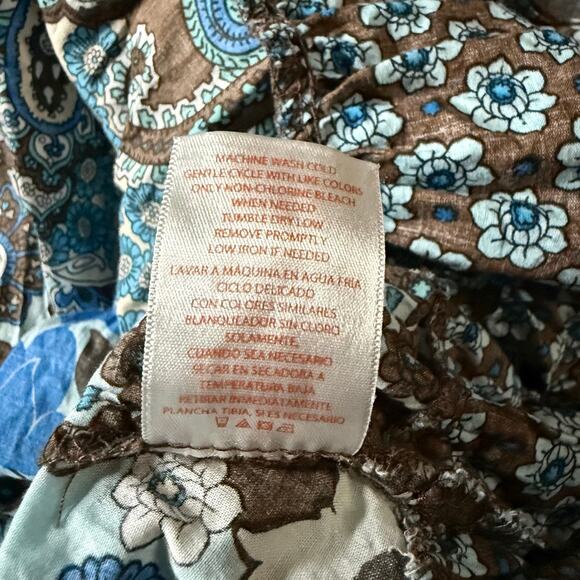 MACHINE WASH COLD
GENTLE CYCLE WITH LIKE COLORS
ONLY NON-CHLORINE BLEACH
WHEN NEEDED
TUMBLE DRY LOW
REMOVE PROMPTLY
LOW IRON IF NEEDED
LAVAR A MAQUINA EN AGUA FRIA
CICLO DELICADO
CON COLORES SIMILARES
BLANQUEADOR SIN CLORO
SOLAMENTE,
CUANDO SEA NECESARIO
SECAR EN SECADORA A
TEMPERATURA BAJA
RETIRAR INMEDIATAMENTE
PLANCHA TIBIA, SI ES NECESARIO